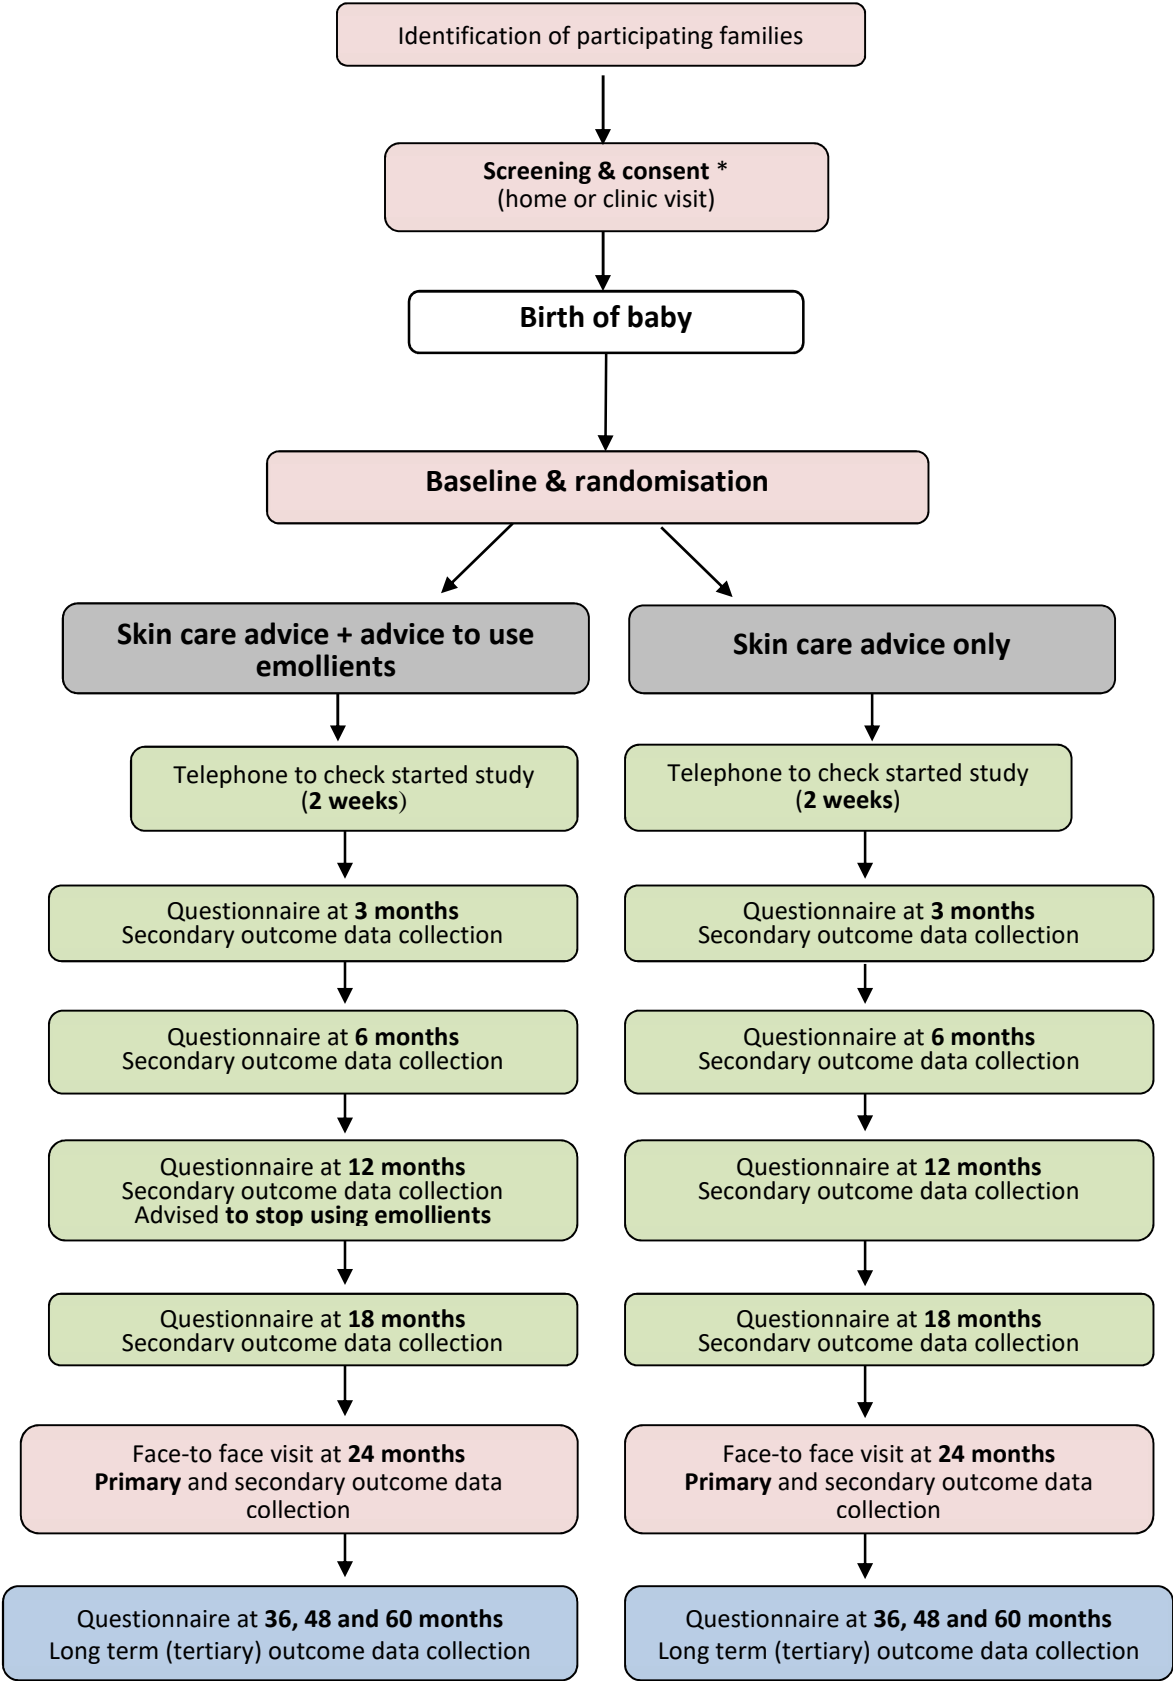 Identification of participating families
Screening & consent *
(home or clinic visit)
Birth of baby
Baseline & randomisation
Skin care advice + advice to use
emollients
Skin care advice only
Telephone to check started study
(2 weeks)
Telephone to check started study
(2 weeks)
Questionnaire at 3 months
Secondary outcome data collection
Questionnaire at 3 months
Secondary outcome data collection
Questionnaire at 6 months
Secondary outcome data collection
Questionnaire at 6 months
Secondary outcome data collection
Questionnaire at 12 months
Secondary outcome data collection
Advised to stop using emollients
Questionnaire at 12 months
Secondary outcome data collection
Questionnaire at 18 months
Secondary outcome data collection
Questionnaire at 18 months
Secondary outcome data collection
Face-to face visit at 24 months
Primary and secondary outcome data
collection
Face-to face visit at 24 months
Primary and secondary outcome data
collection
Questionnaire at 36, 48 and 60 months
Long term (tertiary) outcome data collection
Questionnaire at 36, 48 and 60 months
Long term (tertiary) outcome data collection